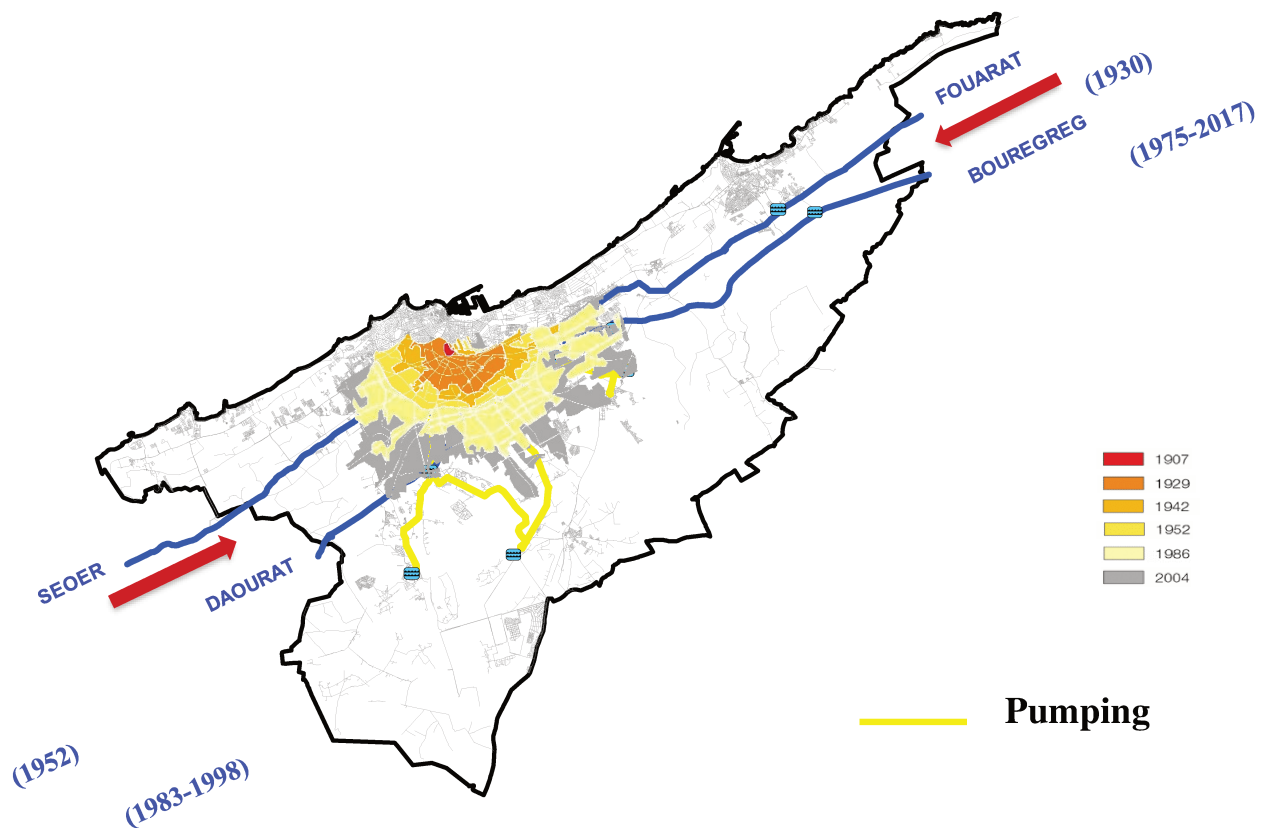 FOUARAT
(1930)
BOUREGREG
(1975-2017)
1907
1929
1942
1952
1986
2004
SEOER
DAOURAT
Pumping
(1952)
(1983-1998)